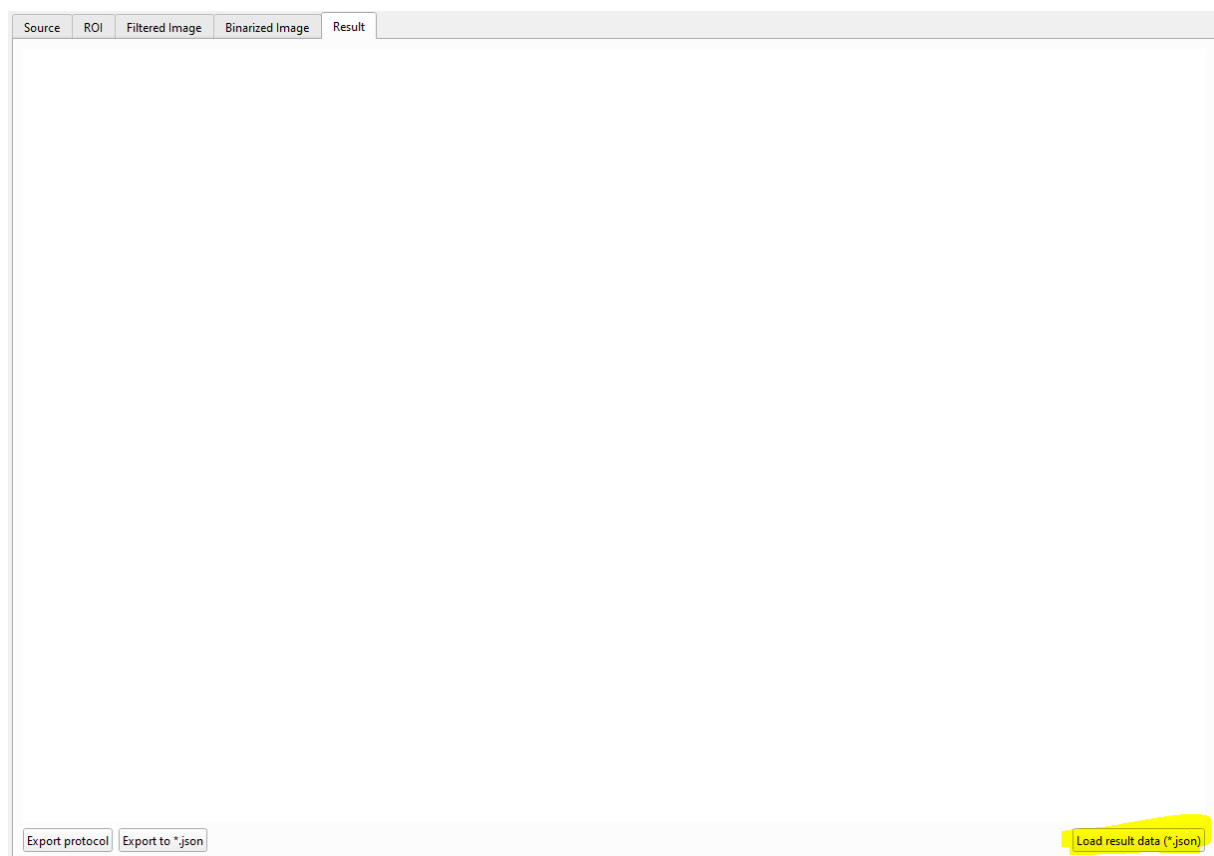 Source ROI Filtered Image Binarized Image Result
Export protocol Export to *.json Load result data (*.json)